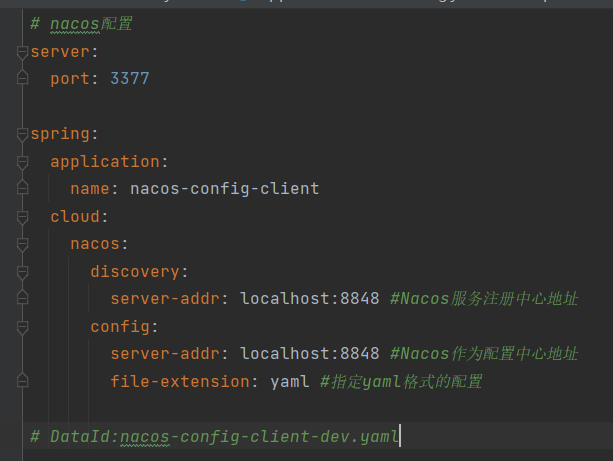 # nacos配置
server:
  port: 3377
spring:
  application:
    name: nacos-config-client
  cloud:
    nacos:
      discovery:
        server-addr: localhost:8848 #Nacos服务注册中心地址
      config:
        server-addr: localhost:8848 #Nacos作为配置中心地址
        file-extension: yaml #指定yaml格式的配置
# DataId:nacos-config-client-dev.yaml